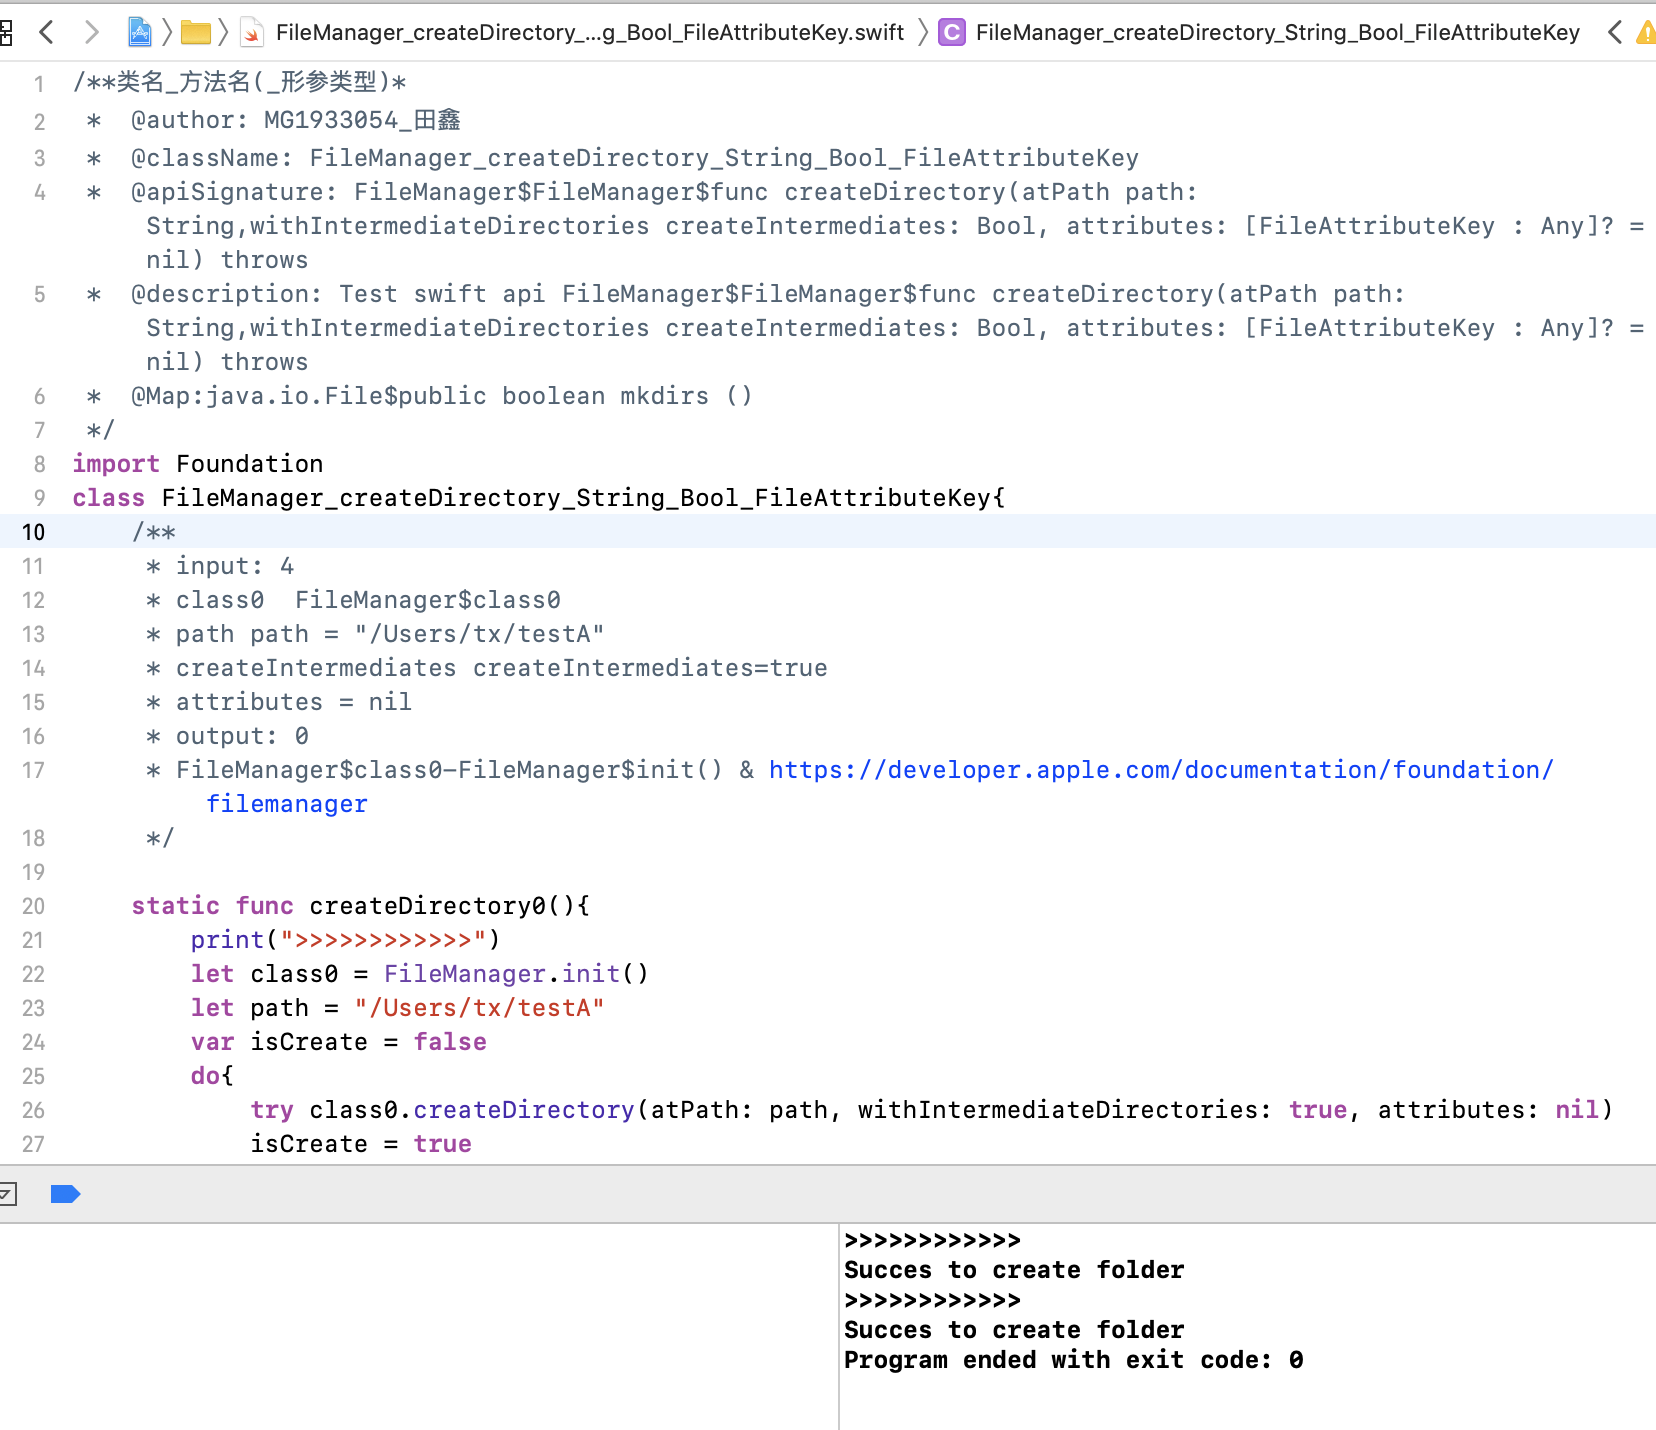 FileManager_createDirectory_...g_Bool_FileAttributeKey.swift C FileManager_createDirectory_String_Bool_FileAttributeKey
1 /**类名_方法名(_形参类型)*
2 * @author: MG1933054_田鑫
3 * @className: FileManager_createDirectory_String_Bool_FileAttributeKey
4 * @apiSignature: FileManager$FileManager$func createDirectory(atPath path:
String,withIntermediateDirectories createIntermediates: Bool, attributes: [FileAttributeKey : Any]? =
nil) throws
5 * @description: Test swift api FileManager$FileManager$func createDirectory(atPath path:
String,withIntermediateDirectories createIntermediates: Bool, attributes: [FileAttributeKey : Any]? =
nil) throws
6 * @Map:java.io.File$public boolean mkdirs ()
7 */
8 import Foundation
9 class FileManager_createDirectory_String_Bool_FileAttributeKey{
10 /**
11 * input: 4
12 * class0  FileManager$class0
13 * path path = "/Users/tx/testA"
14 * createIntermediates createIntermediates=true
15 * attributes = nil
16 * output: 0
17 * FileManager$class0-FileManager$init() & https://developer.apple.com/documentation/foundation/
filemanager
18 */
19
20 static func createDirectory0(){
21 print(">>>>>>>>>>>>")
22 let class0 = FileManager.init()
23 let path = "/Users/tx/testA"
24 var isCreate = false
25 do{
26 try class0.createDirectory(atPath: path, withIntermediateDirectories: true, attributes: nil)
27 isCreate = true
>>>>>>>>>>>>
Succes to create folder
>>>>>>>>>>>>
Succes to create folder
Program ended with exit code: 0